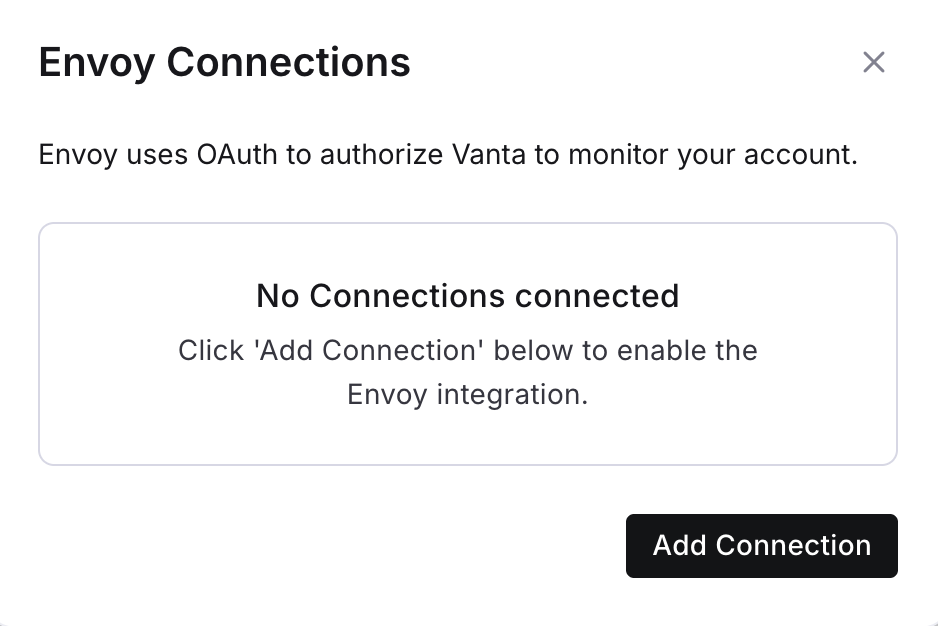 Envoy Connections
Envoy uses OAuth to authorize Vanta to monitor your account.
No Connections connected
Click 'Add Connection' below to enable the
Envoy integration.
Add Connection